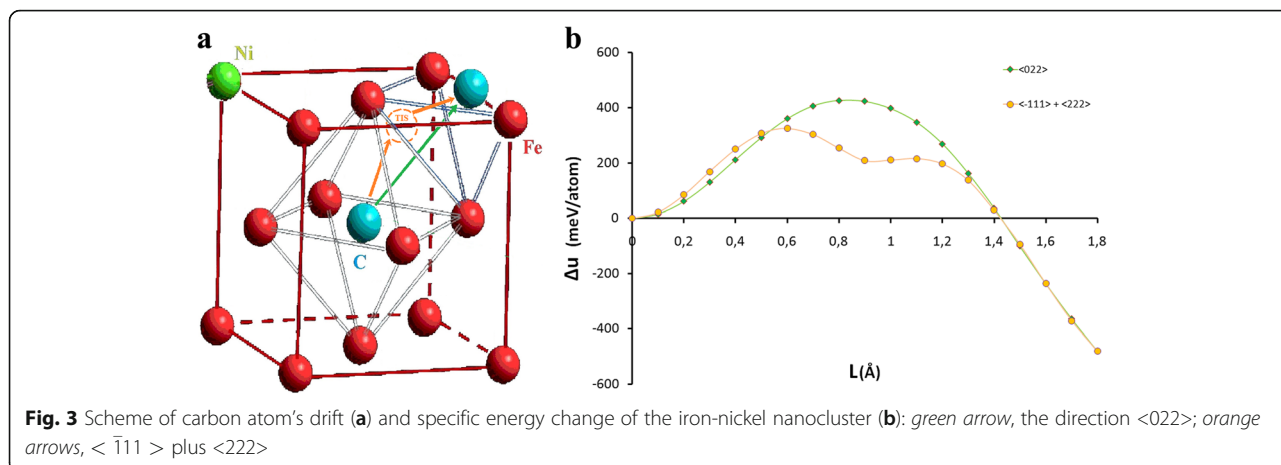 a
Ni
TIS
Fe
C
b
600
400
200
0
-200
-400
-600
Δu (meV/atom)
0
0,2
0,4
0,6
0,8
1
1,2
1,4
1,6
1,8
L(Å)
<022>
<-111> + <222>
Fig. 3 Scheme of carbon atom's drift (a) and specific energy change of the iron-nickel nanocluster (b): green arrow, the direction <022>; orange
arrows, < 1̄11 > plus <222>